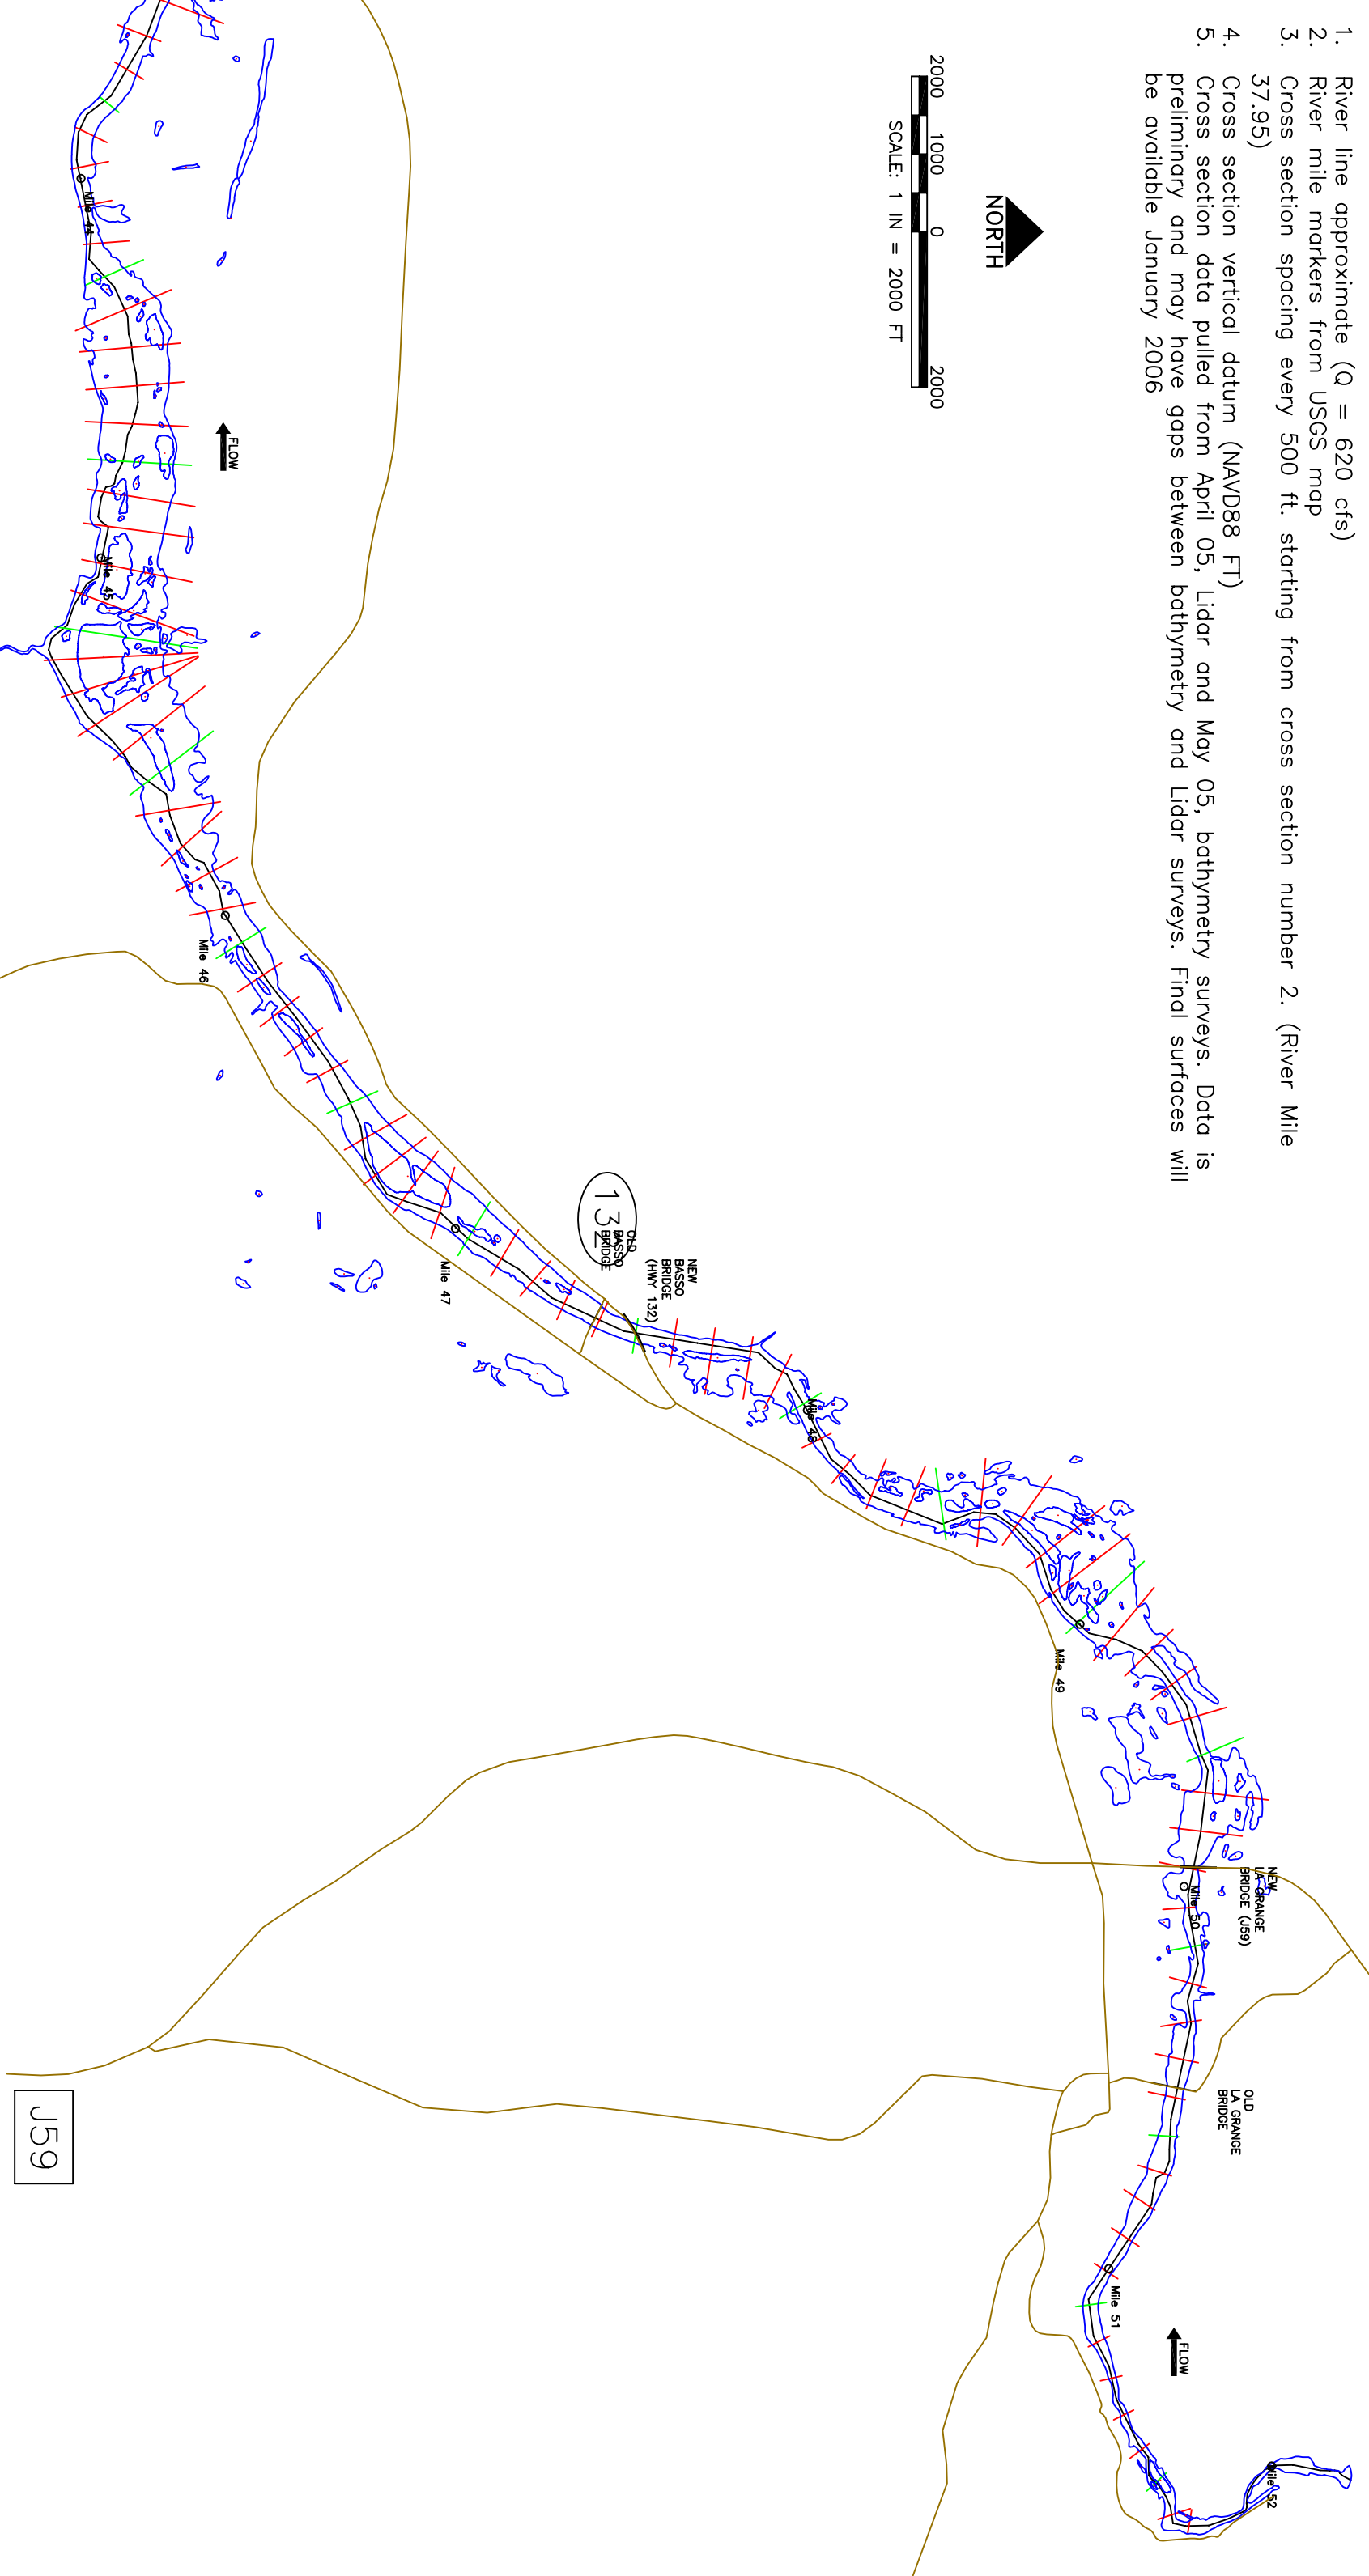 1. River line approximate (Q = 620 cfs)
2. River mile markers from USGS map
3. Cross section spacing every 500 ft. starting from cross section number 2. (River Mile
37.95)
4. Cross section vertical datum (NAVD88 FT)
5. Cross section data pulled from April 05, Lidar and May 05, bathymetry surveys. Data is
preliminary and may have gaps between bathymetry and Lidar surveys. Final surfaces will
be available January 2006
NORTH
2000 1000 0 2000
SCALE: 1 IN = 2000 FT
FLOW
Mile 44
Mile 45
Mile 46
Mile 47
132
OLD
BASSO
BRIDGE
NEW
BASSO
BRIDGE
(HWY 132)
Mile 48
Mile 49
NEW
LA GRANGE
BRIDGE (J59)
Mile 50
OLD
LA GRANGE
BRIDGE
Mile 51
FLOW
Mile 52
J59